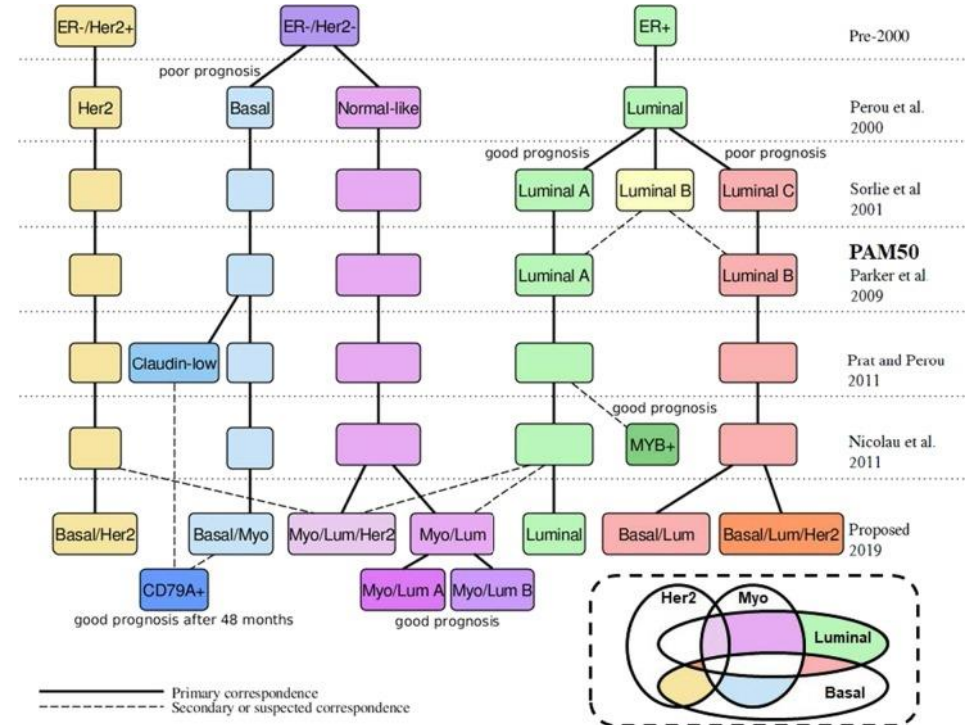 ER-/Her2+
ER-/Her2-
ER+
Pre-2000
poor prognosis
Her2
Basal
Normal-like
Luminal
Perou et al.
2000
good prognosis
poor prognosis
Luminal A
Luminal B
Luminal C
Sorlie et al
2001
Luminal A
Luminal B
PAM50
Parker et al.
2009
Claudin-low
Prat and Perou
2011
good prognosis
MYB+
Nicolau et al.
2011
Basal/Her2
Basal/Myo
Myo/Lum/Her2
Myo/Lum
Luminal
Basal/Lum
Basal/Lum/Her2
Proposed
2019
CD79A+
Myo/Lum A
Myo/Lum B
good prognosis after 48 months
good prognosis
Her2
Myo
Luminal
Basal
Primary correspondence
Secondary or suspected correspondence